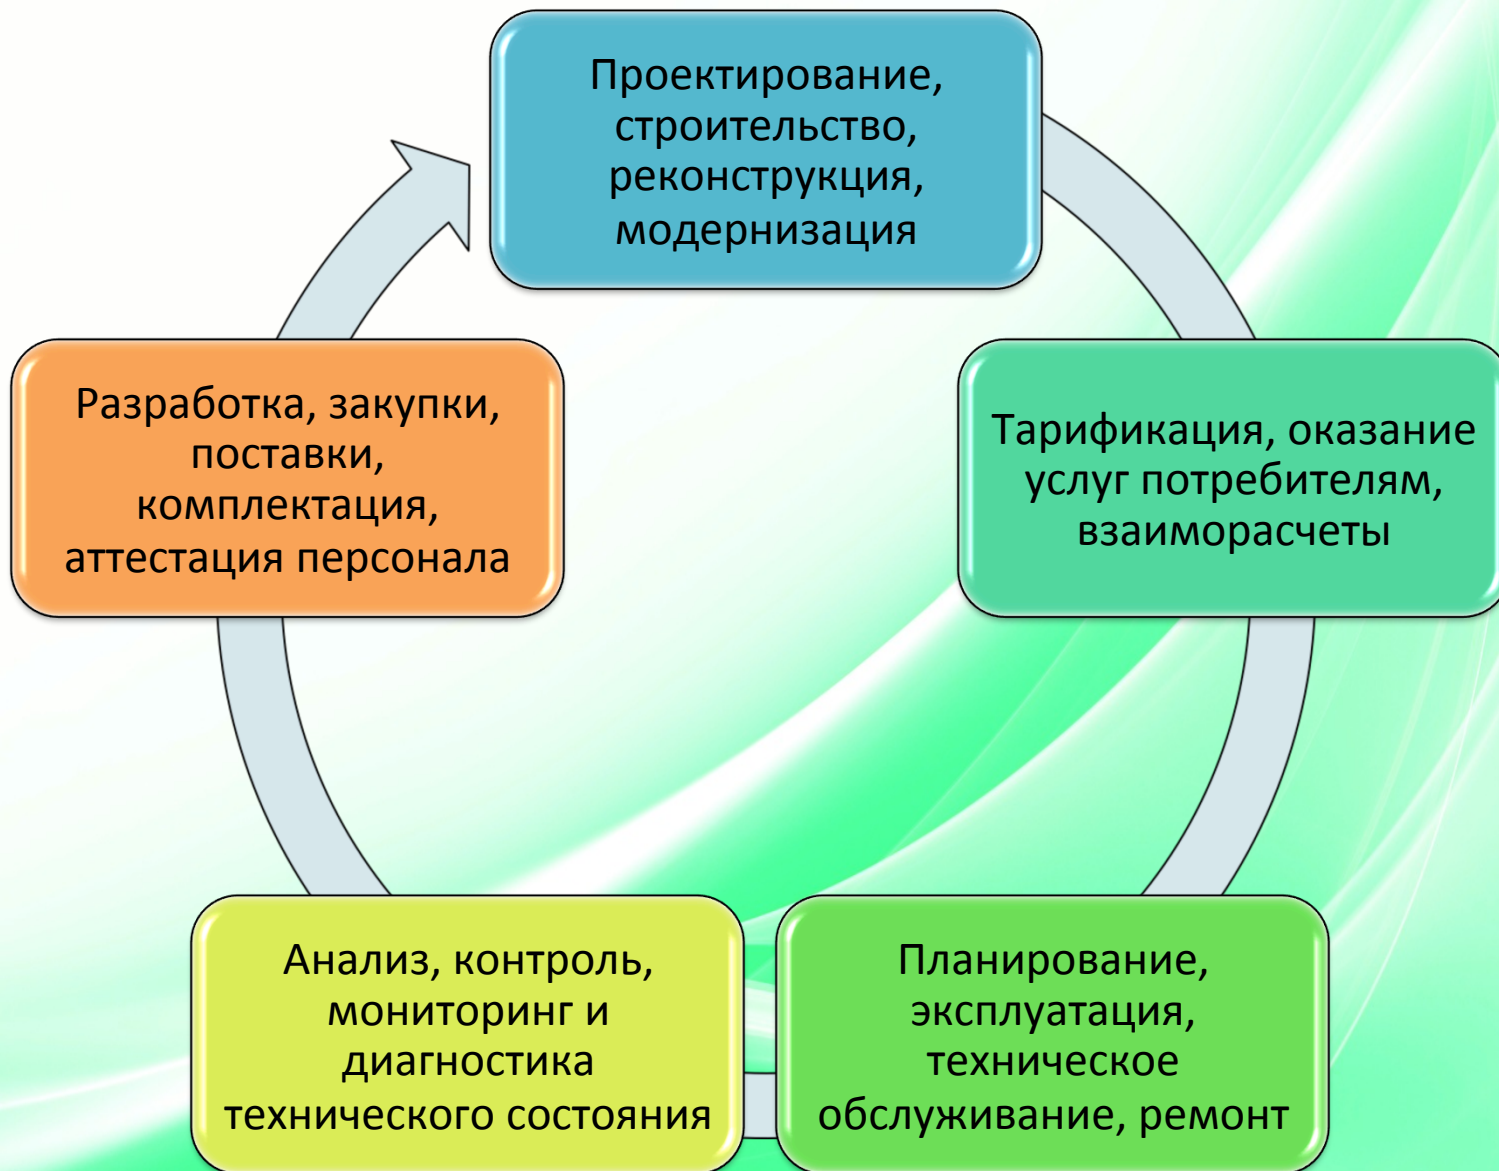 Проектирование,
строительство,
реконструкция,
модернизация
Тарификация, оказание
услуг потребителям,
взаиморасчеты
Планирование,
эксплуатация,
техническое
обслуживание, ремонт
Анализ, контроль,
мониторинг и
диагностика
технического состояния
Разработка, закупки,
поставки,
комплектация,
аттестация персонала